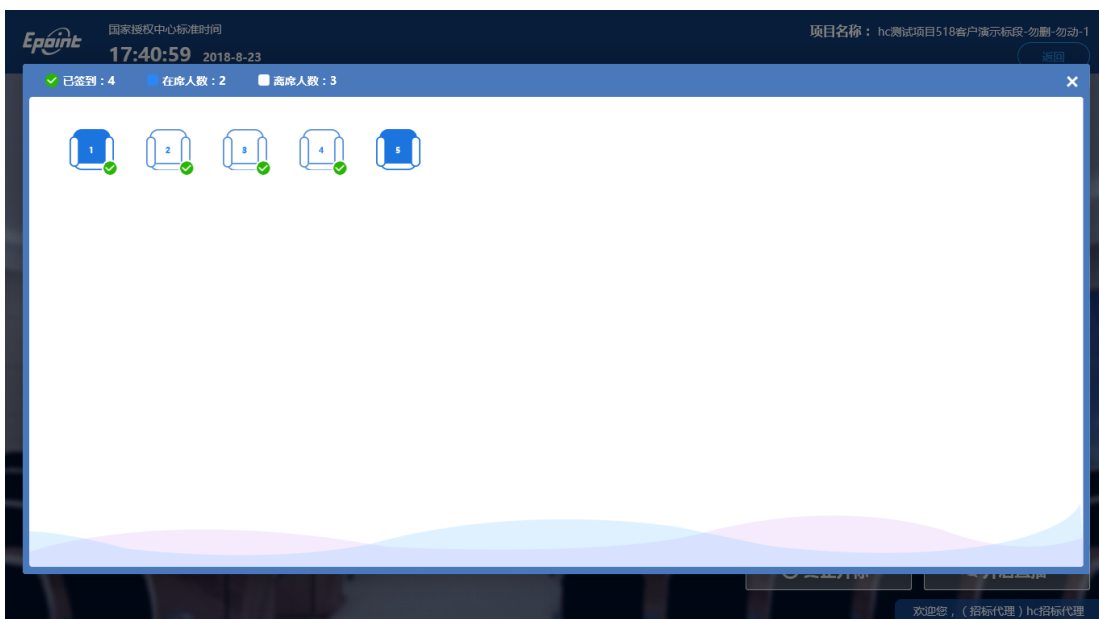 Epoint
国家授权中心标准时间
17:40:59 2018-8-23
项目名称：hc测试项目518客户演示标段-勿删-勿动-1
返回
已签到：4 在席人数：2 离席人数：3 ×
1 2 3 4 5
欢迎您，（招标代理）hc招标代理